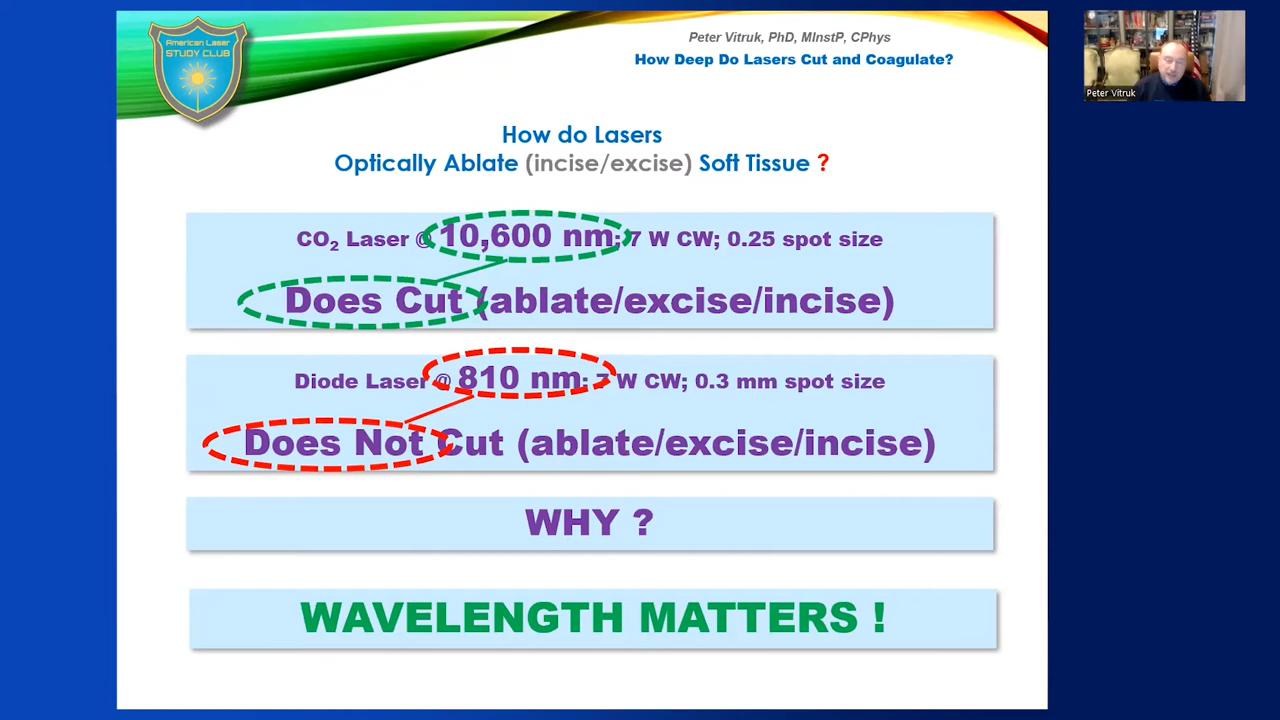 American Laser
STUDY CLUB
Peter Vitruk, PhD, MInstP, CPhys
How Deep Do Lasers Cut and Coagulate?
Peter Vitruk
How do Lasers
Optically Ablate (incise/excise) Soft Tissue ?
CO₂ Laser @ 10,600 nm; 7 W CW; 0.25 spot size
Does Cut (ablate/excise/incise)
Diode Laser @ 810 nm; 7 W CW; 0.3 mm spot size
Does Not Cut (ablate/excise/incise)
WHY ?
WAVELENGTH MATTERS !